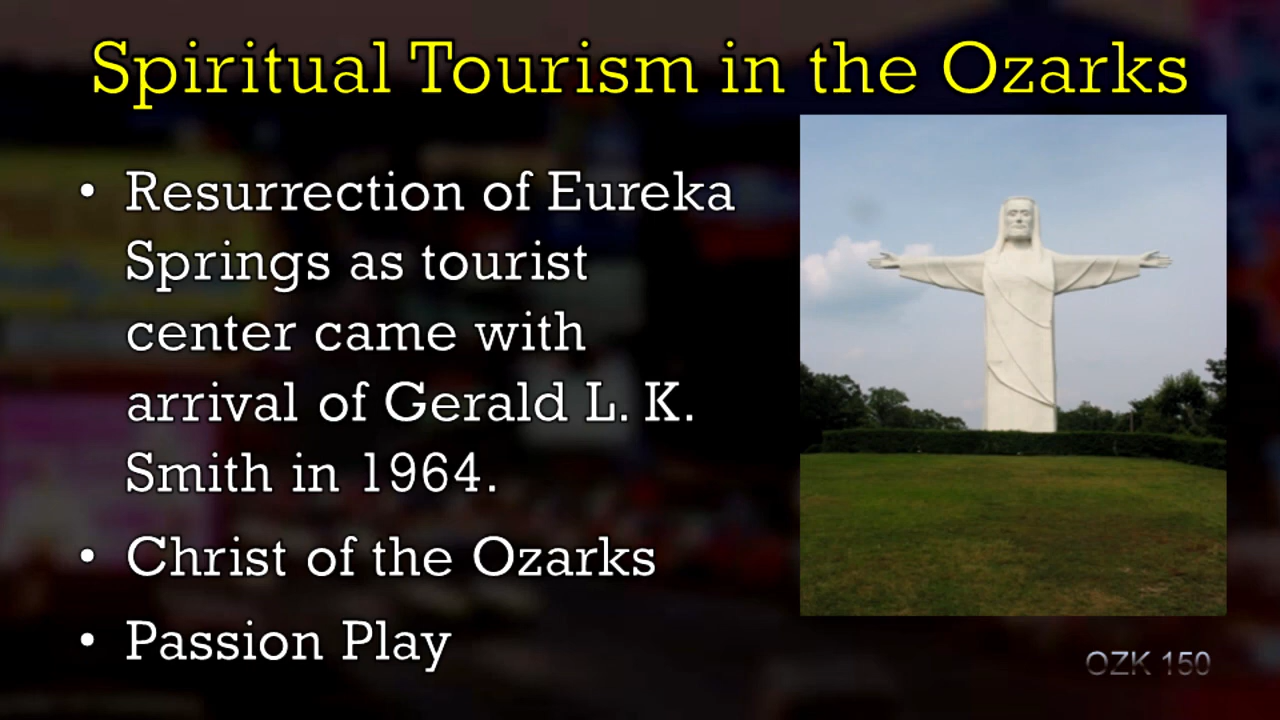 Spiritual Tourism in the Ozarks
• Resurrection of Eureka
Springs as tourist
center came with
arrival of Gerald L. K.
Smith in 1964.
• Christ of the Ozarks
• Passion Play
OZK 150